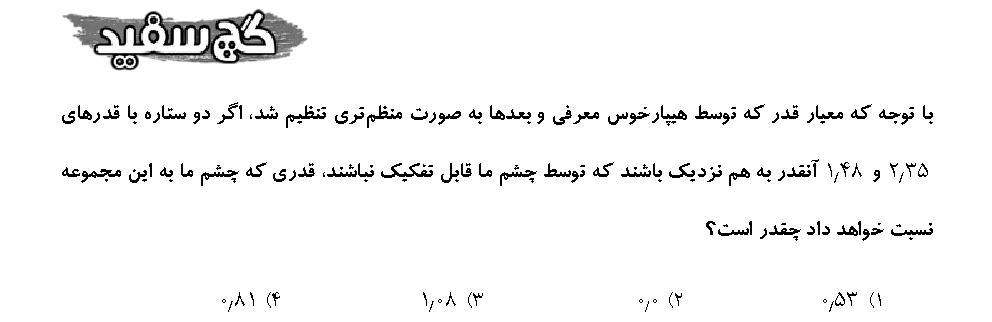 گچ سفید
با توجه که معیار قدر که توسط هیپارخوس معرفی و بعدها به صورت منظم‌تری تنظیم شد، اگر دو ستاره با قدرهای
۲٫۳۵ و ۱٫۴۸ آنقدر به هم نزدیک باشند که توسط چشم ما قابل تفکیک نباشند، قدری که چشم ما به این مجموعه
نسبت خواهد داد چقدر است؟
۱) ۰٫۵۳ ۲) ۰٫۰ ۳) ۱٫۰۸ ۴) ۰٫۸۱